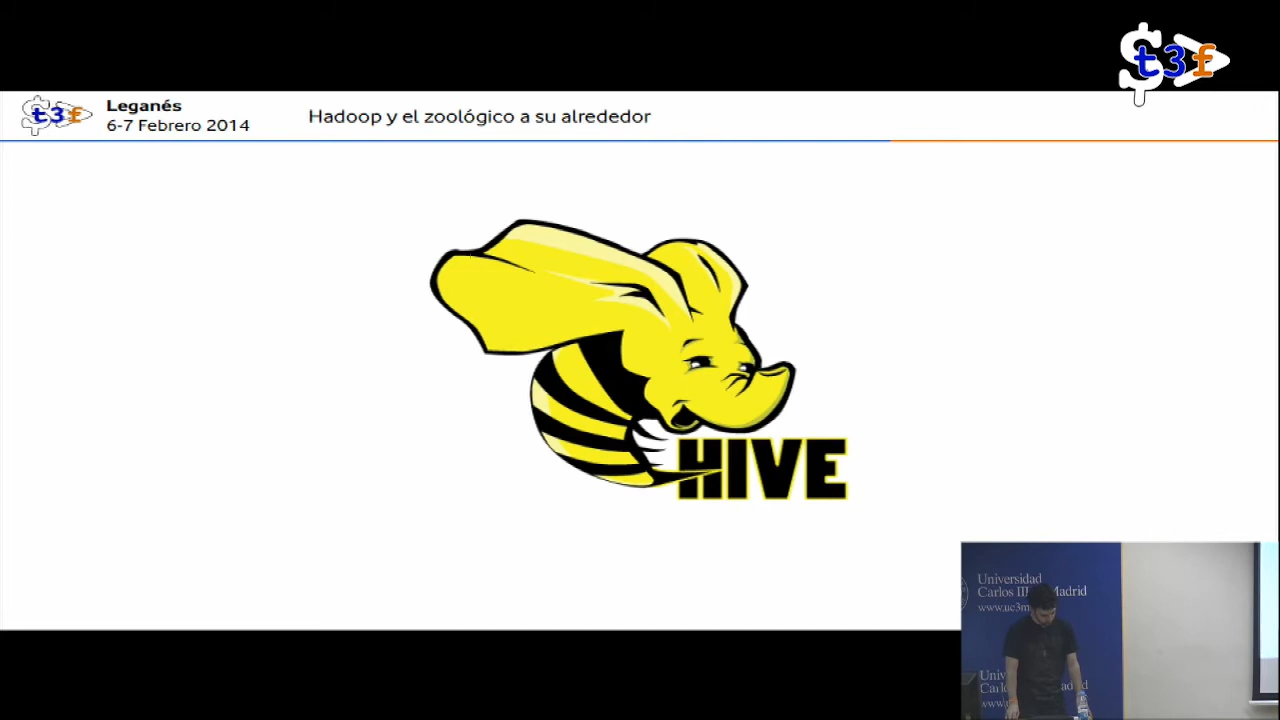 t3f
t3f
Leganés
6-7 Febrero 2014
Hadoop y el zoológico a su alrededor
HIVE
Universidad
Carlos III Madrid
www.uc3m